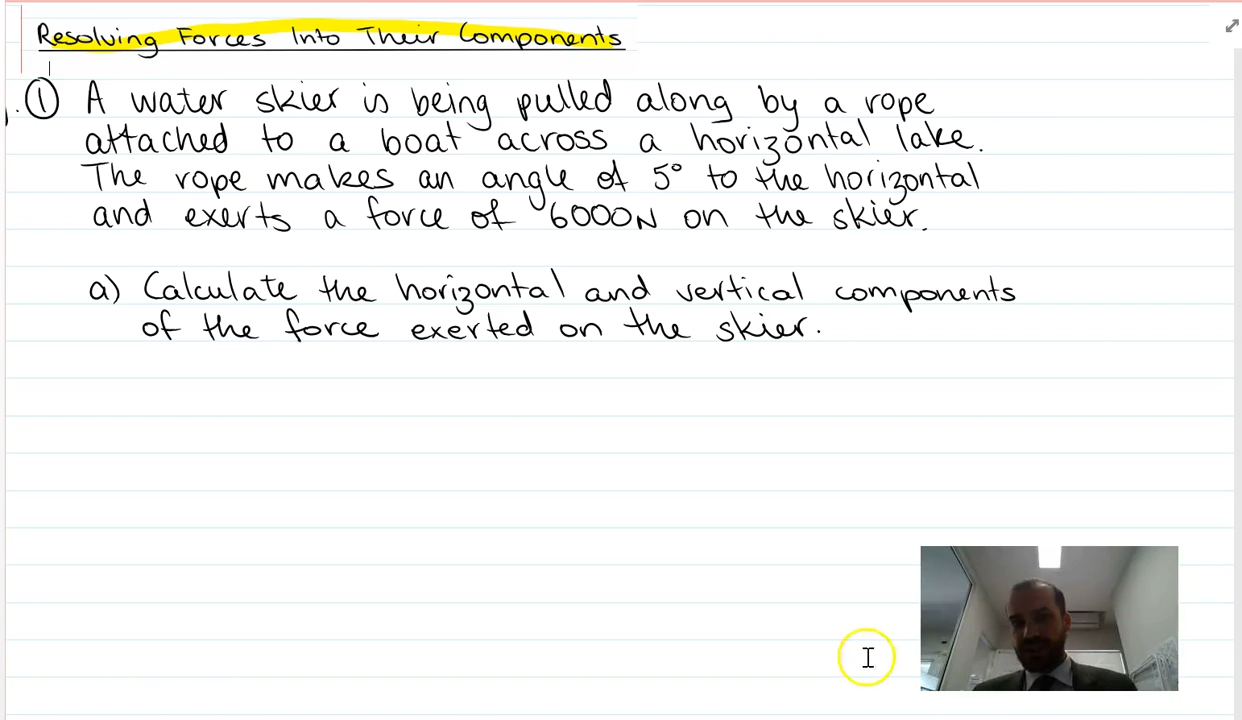 Resolving Forces Into Their Components
① A water skier is being pulled along by a rope
attached to a boat across a horizontal lake.
The rope makes an angle of 5° to the horizontal
and exerts a force of 6000N on the skier.
a) Calculate the horizontal and vertical components
of the force exerted on the skier.